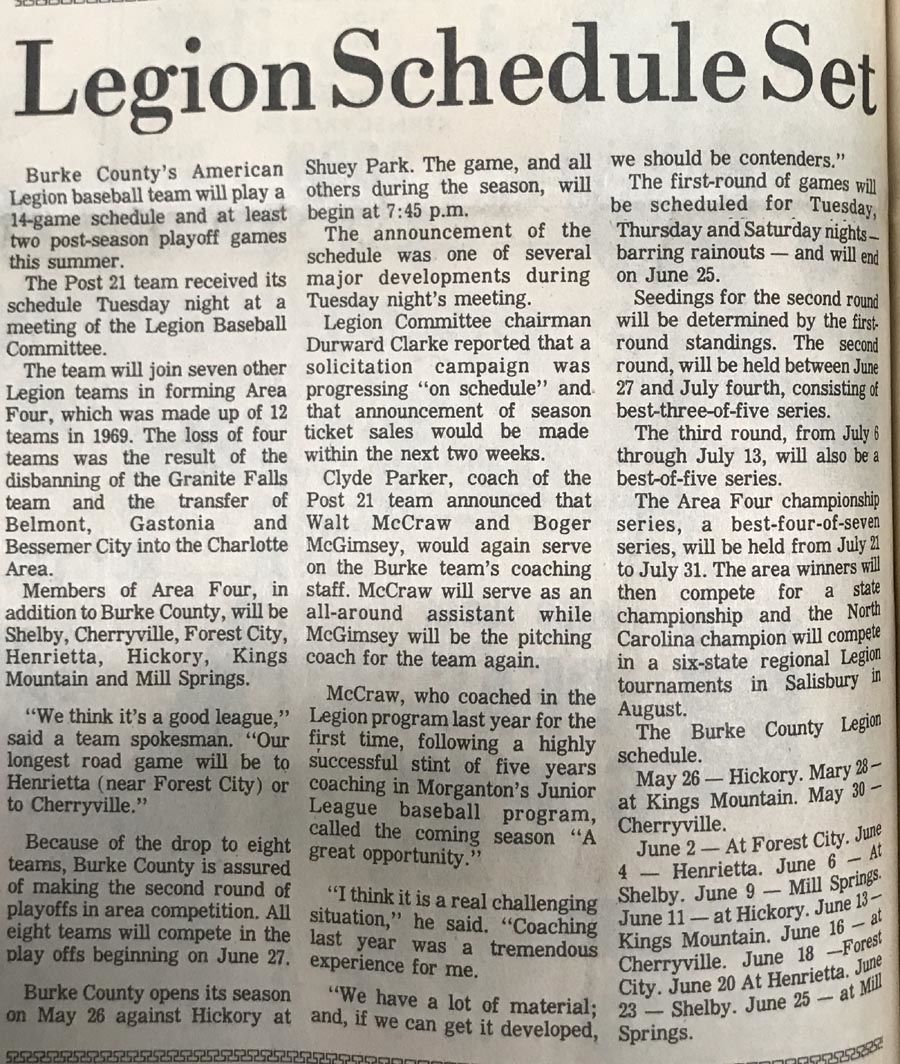 Legion Schedule Set
Burke County's American
Legion baseball team will play a
14-game schedule and at least
two post-season playoff games
this summer.
The Post 21 team received its
schedule Tuesday night at a
meeting of the Legion Baseball
Committee.
The team will join seven other
Legion teams in forming Area
Four, which was made up of 12
teams in 1969. The loss of four
teams was the result of the
disbanning of the Granite Falls
team and the transfer of
Belmont, Gastonia and
Bessemer City into the Charlotte
Area.
Members of Area Four, in
addition to Burke County, will be
Shelby, Cherryville, Forest City,
Henrietta, Hickory, Kings
Mountain and Mill Springs.
"We think it's a good league,"
said a team spokesman. "Our
longest road game will be to
Henrietta (near Forest City) or
to Cherryville."
Because of the drop to eight
teams, Burke County is assured
of making the second round of
playoffs in area competition. All
eight teams will compete in the
play offs beginning on June 27.
Burke County opens its season
on May 26 against Hickory at
Shuey Park. The game, and all
others during the season, will
begin at 7:45 p.m.
The announcement of the
schedule was one of several
major developments during
Tuesday night's meeting.
Legion Committee chairman
Durward Clarke reported that a
solicitation campaign was
progressing "on schedule" and
that announcement of season
ticket sales would be made
within the next two weeks.
Clyde Parker, coach of the
Post 21 team announced that
Walt McCraw and Boger
McGimsey, would again serve
on the Burke team's coaching
staff. McCraw will serve as an
all-around assistant while
McGimsey will be the pitching
coach for the team again.
McCraw, who coached in the
Legion program last year for the
first time, following a highly
successful stint of five years
coaching in Morganton's Junior
League baseball program,
called the coming season "A
great opportunity."
"I think it is a real challenging
situation," he said. "Coaching
last year was a tremendous
experience for me.
"We have a lot of material;
and, if we can get it developed,
we should be contenders."
The first-round of games will
be scheduled for Tuesday,
Thursday and Saturday nights —
barring rainouts — and will end
on June 25.
Seedings for the second round
will be determined by the first-
round standings. The second
round, will be held between June
27 and July fourth, consisting of
best-three-of-five series.
The third round, from July 6
through July 13, will also be a
best-of-five series.
The Area Four championship
series, a best-four-of-seven
series, will be held from July 21
to July 31. The area winners will
then compete for a state
championship and the North
Carolina champion will compete
in a six-state regional Legion
tournaments in Salisbury in
August.
The Burke County Legion
schedule.
May 26 — Hickory. Mary 28 —
at Kings Mountain. May 30 —
Cherryville.
June 2 — At Forest City. June
4 — Henrietta. June 6 — At
Shelby. June 9 — Mill Springs.
June 11 — at Hickory. June 13 —
Kings Mountain. June 16 — at
Cherryville. June 18 — Forest
City. June 20 At Henrietta. June
23 — Shelby. June 25 — at Mill
Springs.